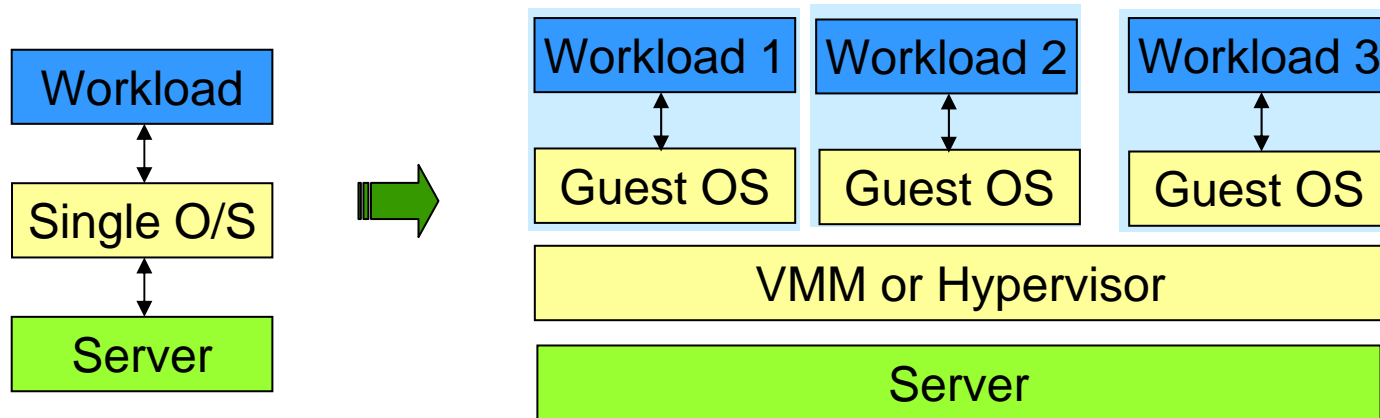 Workload
Single O/S
Server
Workload 1
Workload 2
Workload 3
Guest OS
Guest OS
Guest OS
VMM or Hypervisor
Server